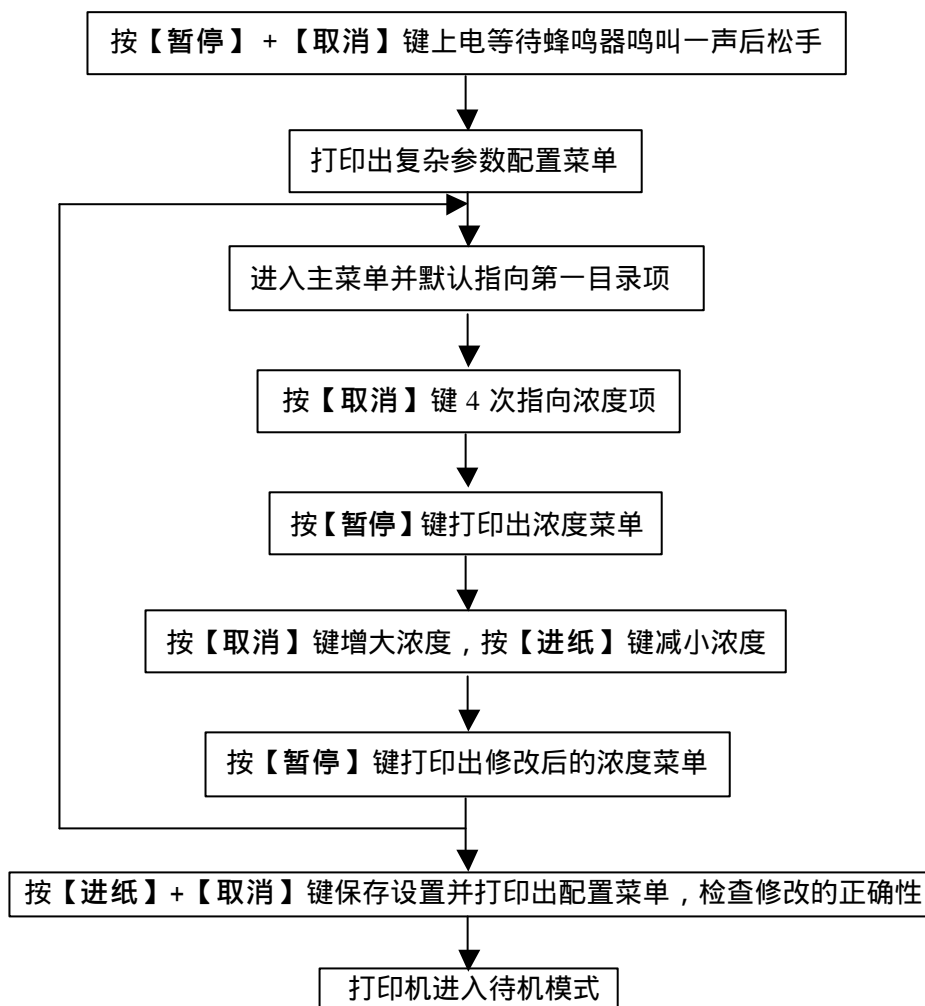 按【暂停】+【取消】键上电等待蜂鸣器鸣叫一声后松手
打印出复杂参数配置菜单
进入主菜单并默认指向第一目录项
按【取消】键 4 次指向浓度项
按【暂停】键打印出浓度菜单
按【取消】键增大浓度，按【进纸】键减小浓度
按【暂停】键打印出修改后的浓度菜单
按【进纸】+【取消】键保存设置并打印出配置菜单，检查修改的正确性
打印机进入待机模式